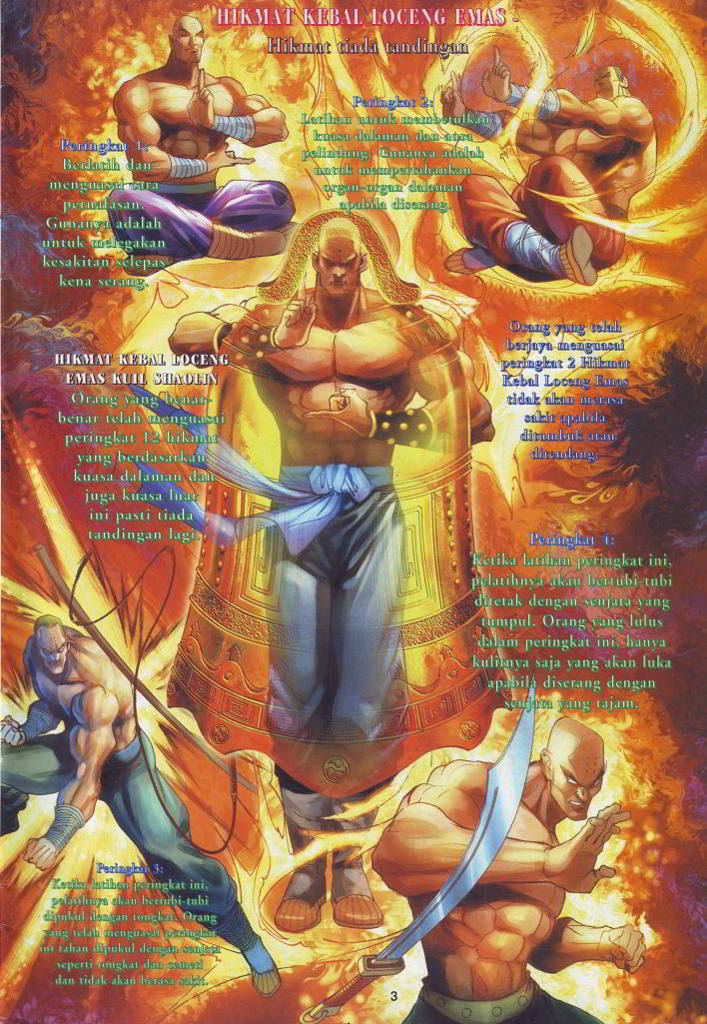 HIKMAT KEBAL LOCENG EMAS -
Hikmat tiada tandingan
Peringkat 1:
Berlatih dan
menguasai cara
pernafasan.
Gunanya adalah
untuk melegakan
kesakitan selepas
kena serang.
Peringkat 2:
Latihan untuk membetulkan
kuasa dalaman dan aura
pelindung. Gunanya adalah
untuk mempertahankan
organ-organ dalaman
apabila diserang.
Orang yang telah
berjaya menguasai
peringkat 2 Hikmat
Kebal Loceng Emas
tidak akan merasa
sakit apabila
ditumbuk atau
ditendang.
HIKMAT KEBAL LOCENG
EMAS KUIL SHAOLIN
Orang yang benar-
benar telah menguasai
peringkat 12 hikmat
yang berdasarkan
kuasa dalaman dan
juga kuasa luar
ini pasti tiada
tandingan lagi.
Peringkat 4:
Ketika latihan peringkat ini,
pelatihnya akan bertubi-tubi
ditetak dengan senjata yang
tumpul. Orang yang lulus
dalam peringkat ini, hanya
kulitnya saja yang akan luka
apabila diserang dengan
senjata yang tajam.
Peringkat 3:
Ketika latihan peringkat ini,
pelatihnya akan bertubi-tubi
dipukul dengan tongkat. Orang
yang telah menguasai peringkat
ini tahan dipukul dengan senjata
seperti tongkat dan cemeti
dan tidak akan berasa sakit.
3